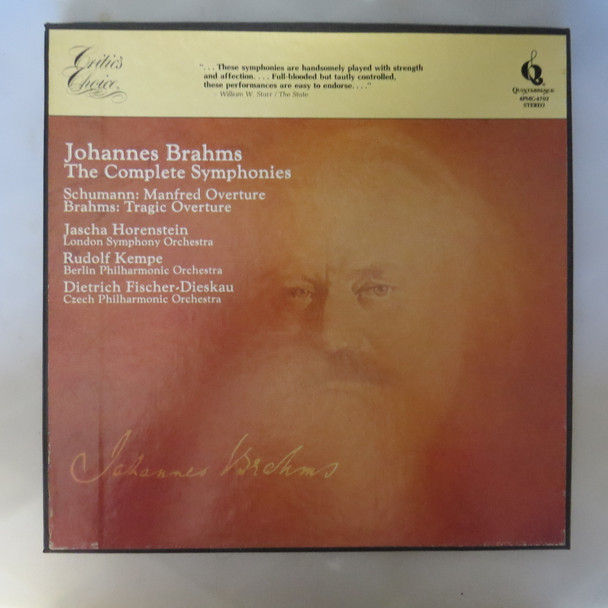 Critic's
Choice
“. . . These symphonies are handsomely played with strength
and affection. . . . Full-blooded but tautly controlled,
these performances are easy to endorse. . . .”
- William W. Starr / The State
QUINTESSENCE
4PMC-4702
STEREO
Johannes Brahms
The Complete Symphonies
Schumann: Manfred Overture
Brahms: Tragic Overture
Jascha Horenstein
London Symphony Orchestra
Rudolf Kempe
Berlin Philharmonic Orchestra
Dietrich Fischer-Dieskau
Czech Philharmonic Orchestra
Johannes Brahms